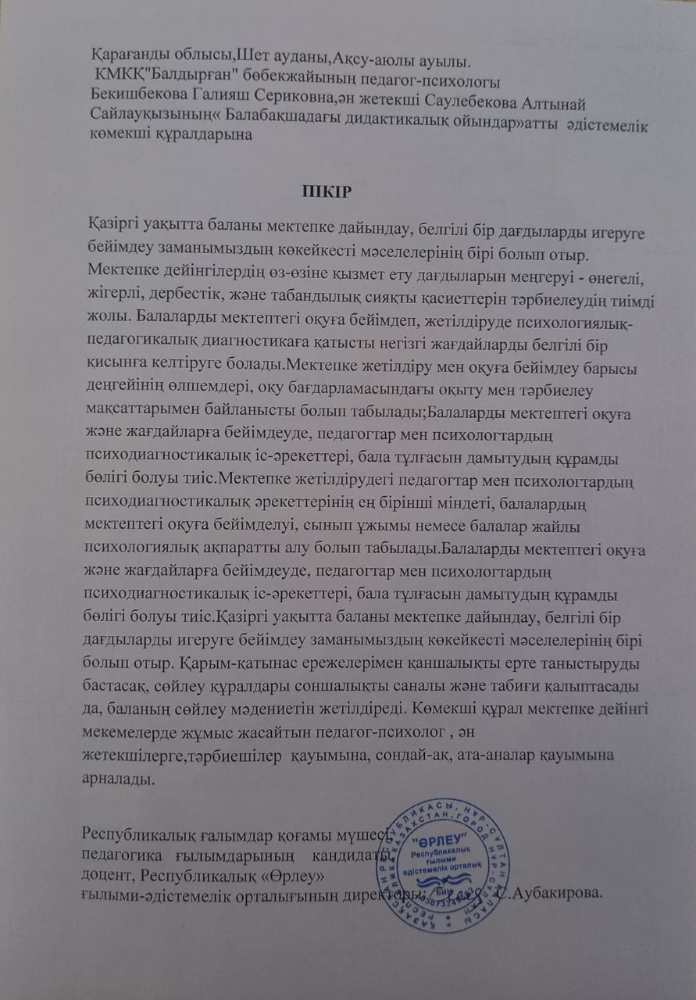 Қарағанды облысы,Шет ауданы,Ақсу-аюлы ауылы.
КМКҚ"Балдырған" бөбекжайының педагог-психологы
Бекишбекова Галияш Сериковна,ән жетекші Саулебекова Алтынай
Сайлауқызының« Балабақшадағы дидактикалық ойындар»атты әдістемелік
көмекші құралдарына
ПІКІР
Қазіргі уақытта баланы мектепке дайындау, белгілі бір дағдыларды игеруге
бейімдеу заманымыздың көкейкесті мәселелерінің бірі болып отыр.
Мектепке дейінгілердің өз-өзіне қызмет ету дағдыларын меңгеруі - өнегелі,
жігерлі, дербестік, және табандылық сияқты қасиеттерін тәрбиелеудің тиімді
жолы. Балаларды мектептегі оқуға бейімдеп, жетілдіруде психологиялық-
педагогикалық диагностикаға қатысты негізгі жағдайларды белгілі бір
қисынға келтіруге болады.Мектепке жетілдіру мен оқуға бейімдеу барысы
деңгейінің өлшемдері, оқу бағдарламасындағы оқыту мен тәрбиелеу
мақсаттарымен байланысты болып табылады;Балаларды мектептегі оқуға
және жағдайларға бейімдеуде, педагогтар мен психологтардың
психодиагностикалық іс-әрекеттері, бала тұлғасын дамытудың құрамды
бөлігі болуы тиіс.Мектепке жетілдірудегі педагогтар мен психологтардың
психодиагностикалық әрекеттерінің ең бірінші міндеті, балалардың
мектептегі оқуға бейімделуі, сынып ұжымы немесе балалар жайлы
психологиялық ақпаратты алу болып табылады.Балаларды мектептегі оқуға
және жағдайларға бейімдеуде, педагогтар мен психологтардың
психодиагностикалық іс-әрекеттері, бала тұлғасын дамытудың құрамды
бөлігі болуы тиіс.Қазіргі уақытта баланы мектепке дайындау, белгілі бір
дағдыларды игеруге бейімдеу заманымыздың көкейкесті мәселелерінің бірі
болып отыр. Қарым-қатынас ережелерімен қаншалықты ерте таныстыруды
бастасақ, сөйлеу құралдары соншалықты саналы және табиғи қалыптасады
да, баланың сөйлеу мәдениетін жетілдіреді. Көмекші құрал мектепке дейінгі
мекемелерде жұмыс жасайтын педагог-психолог , ән
жетекшілерге,тәрбиешілер қауымына, сондай-ақ, ата-аналар қауымына
арналады.
Республикалық ғалымдар қоғамы мүшесі,
педагогика ғылымдарының кандидаты,
доцент, Республикалық «Өрлеу»
ғылыми-әдістемелік орталығының директоры: С.Аубакирова.
"ӨРЛЕУ"
Республикалық
ғылыми
әдістемелік орталық
БИН